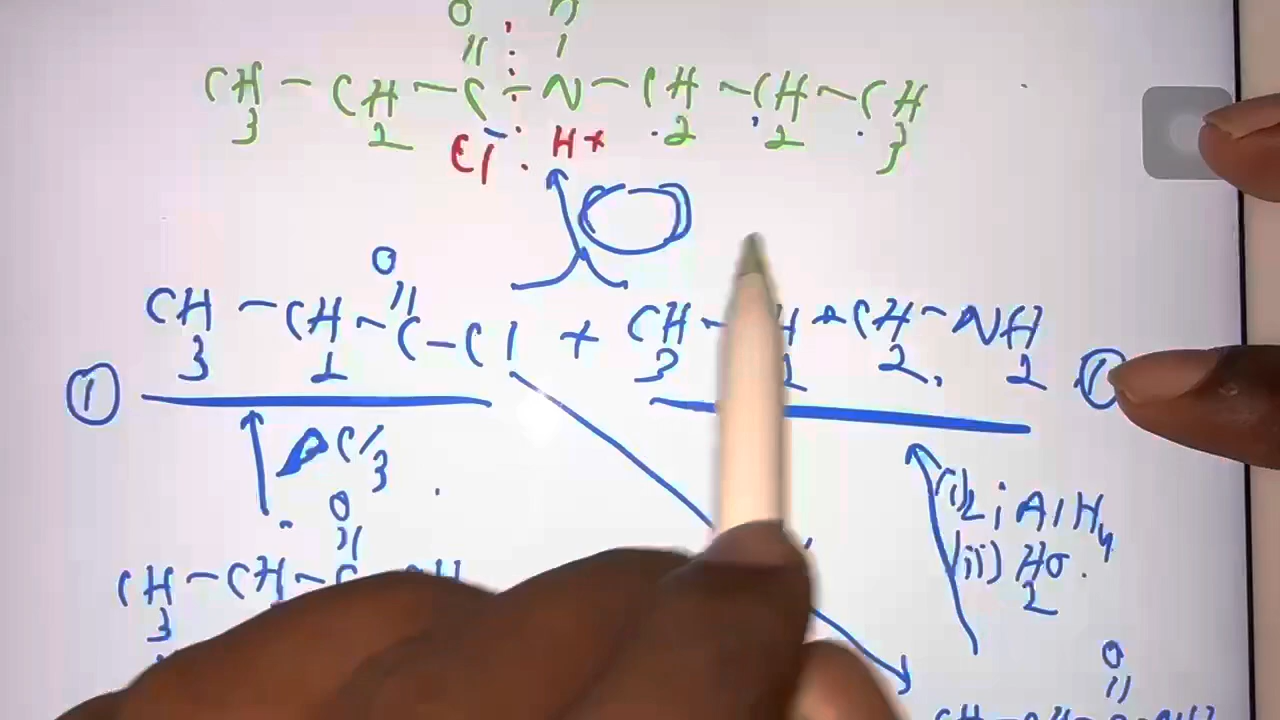 O H
CH3 - CH2 - C - N - CH2 - CH2 - CH3
Cl H*
O
CH3 - CH2 - C - Cl + CH3 - CH2 - CH2 - NH2
①
PCl3
(i) LiAlH4
(ii) H2O
O
CH3 - CH2 - C - OH
O